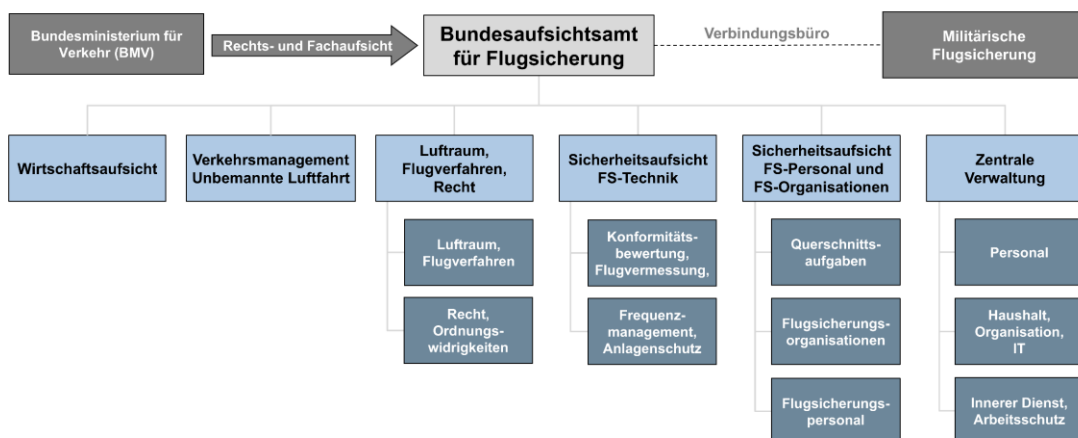 Bundesministerium für
Verkehr (BMV)
Rechts- und Fachaufsicht
Bundesaufsichtsamt
für Flugsicherung
Verbindungsbüro
Militärische
Flugsicherung
Wirtschaftsaufsicht
Verkehrsmanagement
Unbemannte Luftfahrt
Luftraum,
Flugverfahren,
Recht
Sicherheitsaufsicht
FS-Technik
Sicherheitsaufsicht
FS-Personal und
FS-Organisationen
Zentrale
Verwaltung
Luftraum,
Flugverfahren
Konformitäts-
bewertung,
Flugvermessung,
Querschnitts-
aufgaben
Personal
Recht,
Ordnungs-
widrigkeiten
Frequenz-
management,
Anlagenschutz
Flugsicherungs-
organisationen
Haushalt,
Organisation,
IT
Flugsicherungs-
personal
Innerer Dienst,
Arbeitsschutz